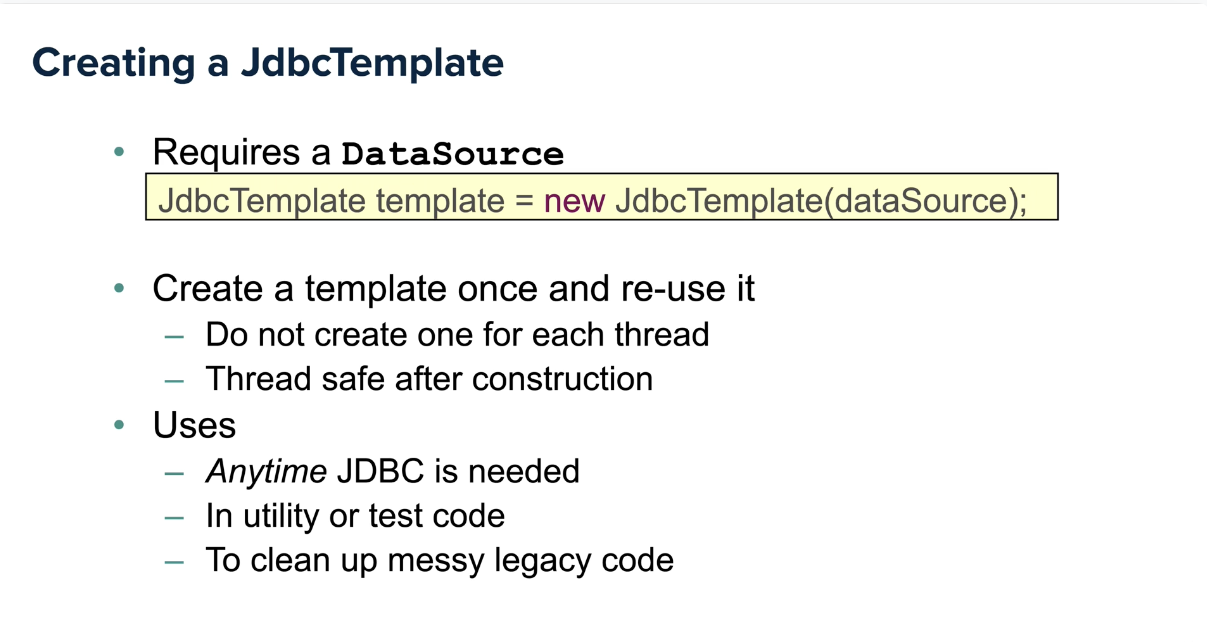 Creating a JdbcTemplate
• Requires a DataSource
JdbcTemplate template = new JdbcTemplate(dataSource);
• Create a template once and re-use it
– Do not create one for each thread
– Thread safe after construction
• Uses
– Anytime JDBC is needed
– In utility or test code
– To clean up messy legacy code